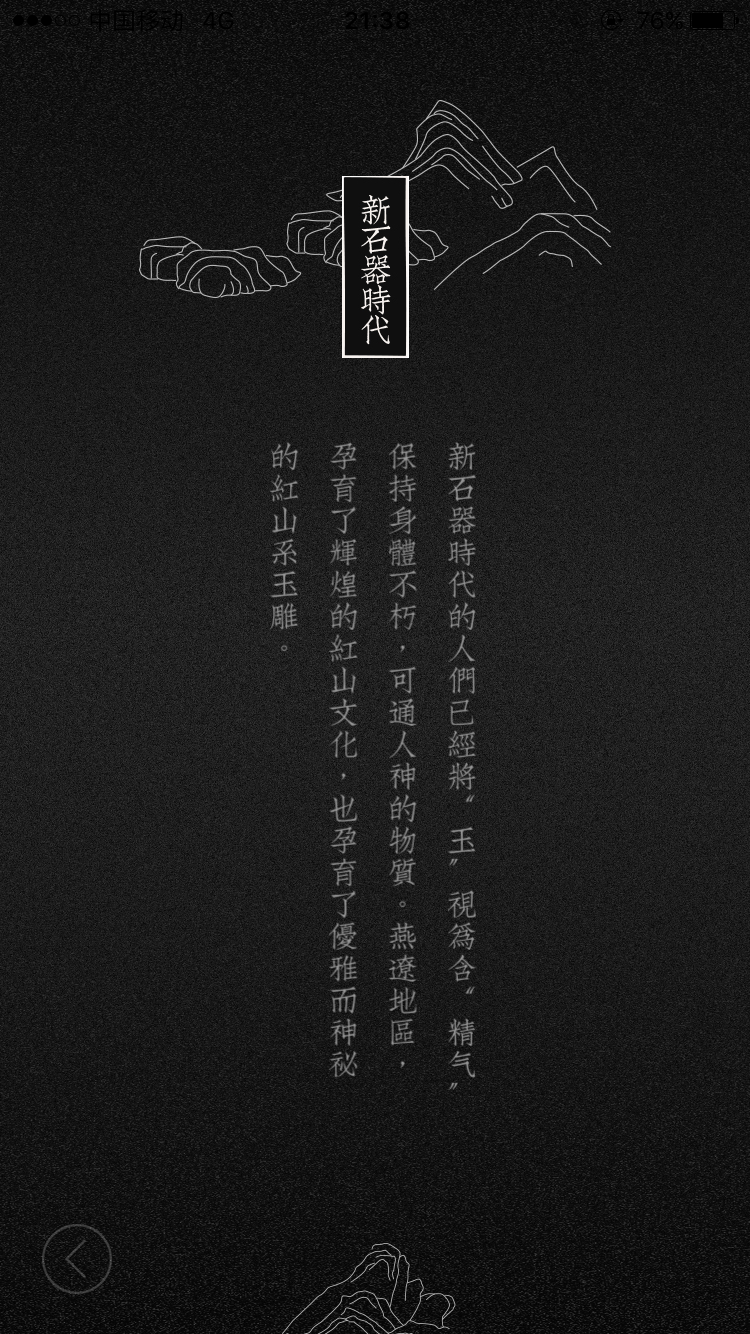 中国移动 4G 21:38 76%
新石器時代
新石器時代的人們已經將“玉”視爲含“精气”
保持身體不朽，可通人神的物質。燕遼地區，
孕育了輝煌的紅山文化，也孕育了優雅而神祕
的紅山系玉雕。